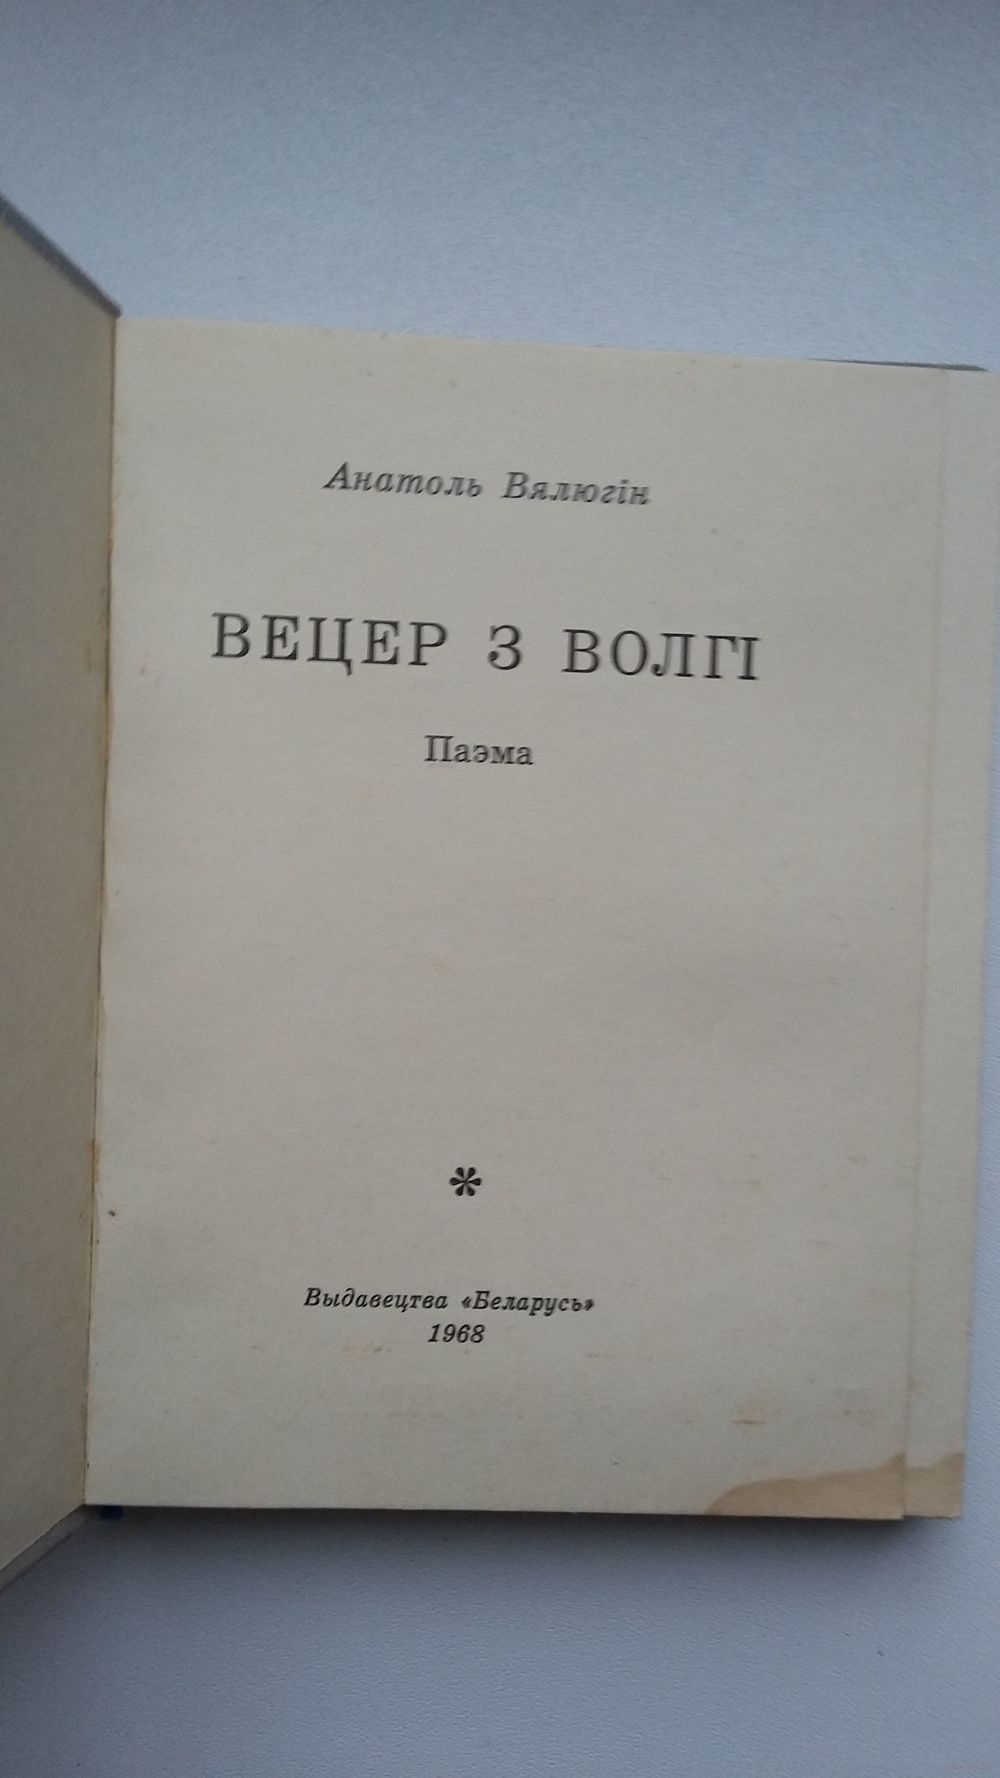 Анатоль Вялюгін
ВЕЦЕР З ВОЛГІ
Паэма
*
Выдавецтва «Беларусь»
1968